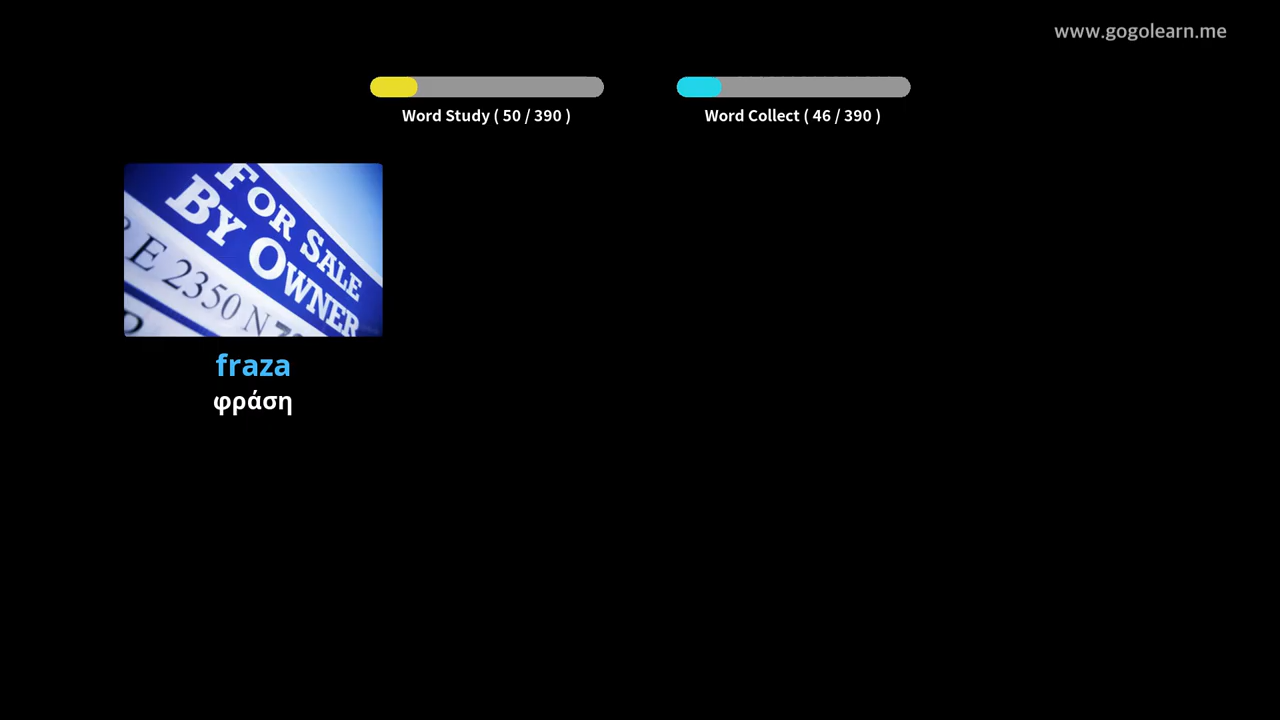 www.gogolearn.me
Word Study ( 50 / 390 )
Word Collect ( 46 / 390 )
FOR SALE
BY OWNER
E 2350 N
fraza
φράση